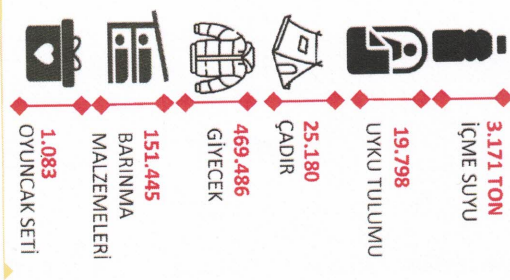 3.171 TON
İÇME SUYU
19.798
UYKU TULUMU
25.180
ÇADIR
469.486
GİYECEK
151.445
BARINMA
MALZEMELERİ
1.083
OYUNCAK SETİ